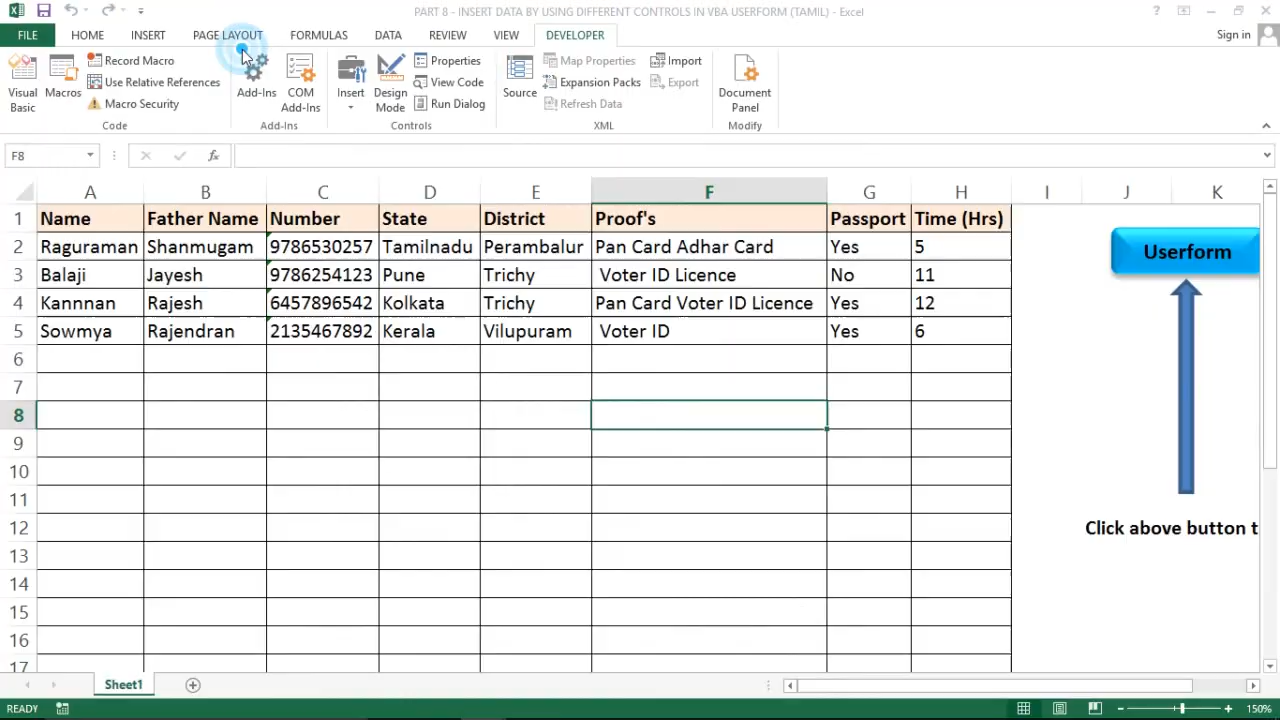 PART 8 - INSERT DATA BY USING DIFFERENT CONTROLS IN VBA USERFORM (TAMIL) - Excel
FILE HOME INSERT PAGE LAYOUT FORMULAS DATA REVIEW VIEW DEVELOPER Sign in
Visual Basic
Macros
Record Macro
Use Relative References
Macro Security
Code
Add-Ins
COM Add-Ins
Add-Ins
Insert
Design Mode
Properties
View Code
Run Dialog
Controls
Source
Map Properties
Expansion Packs
Refresh Data
Import
Export
XML
Document Panel
Modify
F8 fx
A B C D E F G H I J K
1 Name Father Name Number State District Proof's Passport Time (Hrs)
2 Raguraman Shanmugam 9786530257 Tamilnadu Perambalur Pan Card Adhar Card Yes 5
3 Balaji Jayesh 9786254123 Pune Trichy Voter ID Licence No 11
4 Kannnan Rajesh 6457896542 Kolkata Trichy Pan Card Voter ID Licence Yes 12
5 Sowmya Rajendran 2135467892 Kerala Vilupuram Voter ID Yes 6
6
7
8
9
10
11
12
13
14
15
16
17
Userform
Click above button t
Sheet1
READY 150%